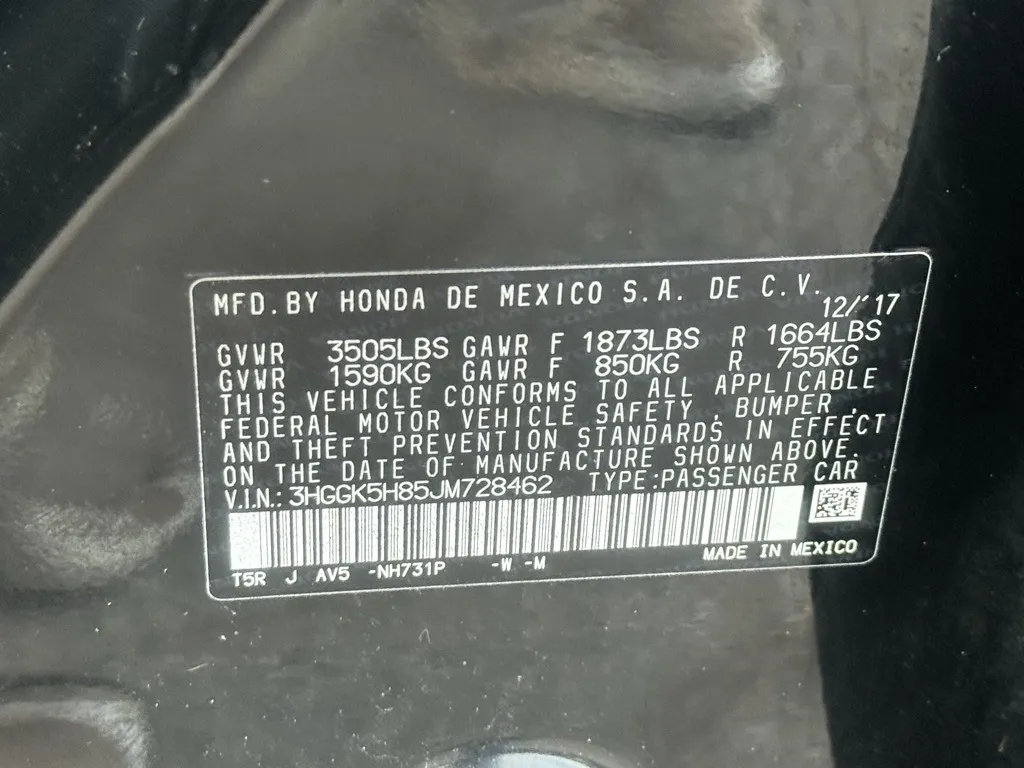 MFD. BY HONDA DE MEXICO S.A. DE C.V.
12/'17
GVWR 3505LBS GAWR F 1873LBS R 1664LBS
GVWR 1590KG GAWR F 850KG R 755KG
THIS VEHICLE CONFORMS TO ALL APPLICABLE
FEDERAL MOTOR VEHICLE SAFETY, BUMPER,
AND THEFT PREVENTION STANDARDS IN EFFECT
ON THE DATE OF MANUFACTURE SHOWN ABOVE.
V.I.N.: 3HGGK5H85JM728462 TYPE:PASSENGER CAR
MADE IN MEXICO
T5R J AV5 -NH731P -W -M